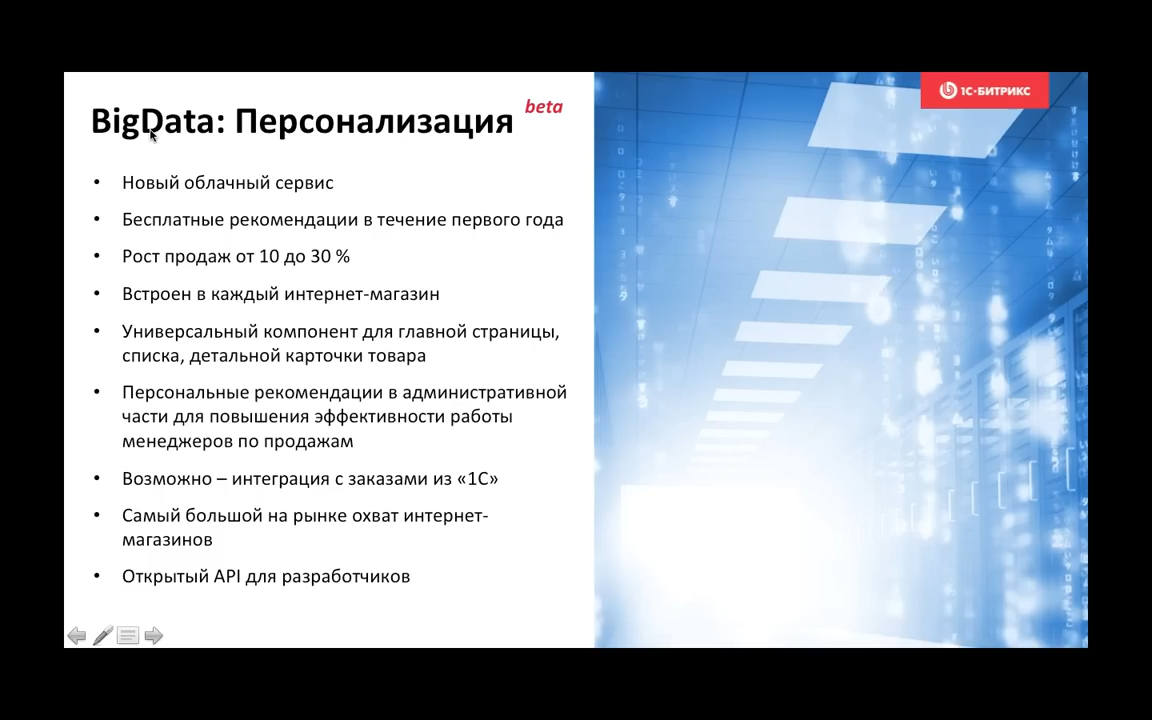 BigData: Персонализация beta
1С-БИТРИКС
• Новый облачный сервис
• Бесплатные рекомендации в течение первого года
• Рост продаж от 10 до 30 %
• Встроен в каждый интернет-магазин
• Универсальный компонент для главной страницы,
списка, детальной карточки товара
• Персональные рекомендации в административной
части для повышения эффективности работы
менеджеров по продажам
• Возможно – интеграция с заказами из «1С»
• Самый большой на рынке охват интернет-
магазинов
• Открытый API для разработчиков